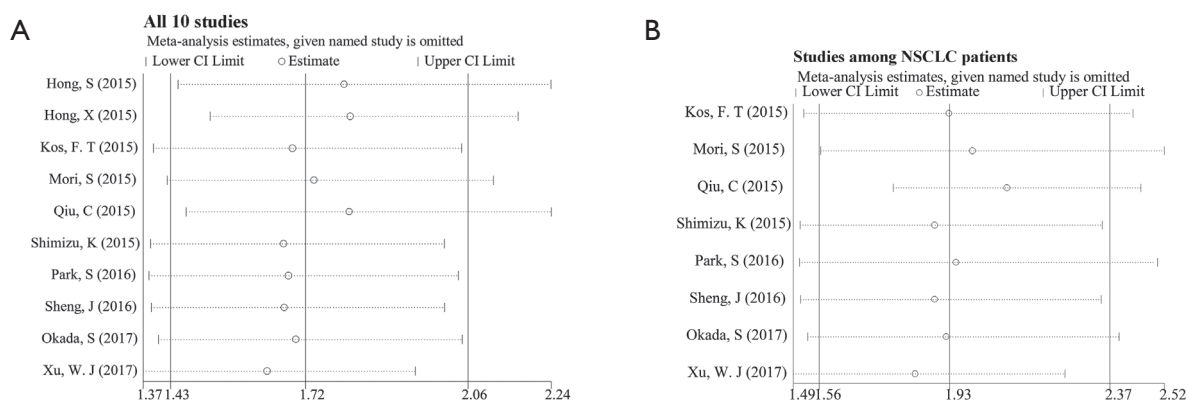 A
All 10 studies
Meta-analysis estimates, given named study is omitted
Lower CI Limit Estimate Upper CI Limit
Hong, S (2015)
Hong, X (2015)
Kos, F. T (2015)
Mori, S (2015)
Qiu, C (2015)
Shimizu, K (2015)
Park, S (2016)
Sheng, J (2016)
Okada, S (2017)
Xu, W. J (2017)
1.37 1.43 1.72 2.06 2.24
B
Studies among NSCLC patients
Meta-analysis estimates, given named study is omitted
Lower CI Limit Estimate Upper CI Limit
Kos, F. T (2015)
Mori, S (2015)
Qiu, C (2015)
Shimizu, K (2015)
Park, S (2016)
Sheng, J (2016)
Okada, S (2017)
Xu, W. J (2017)
1.49 1.56 1.93 2.37 2.52